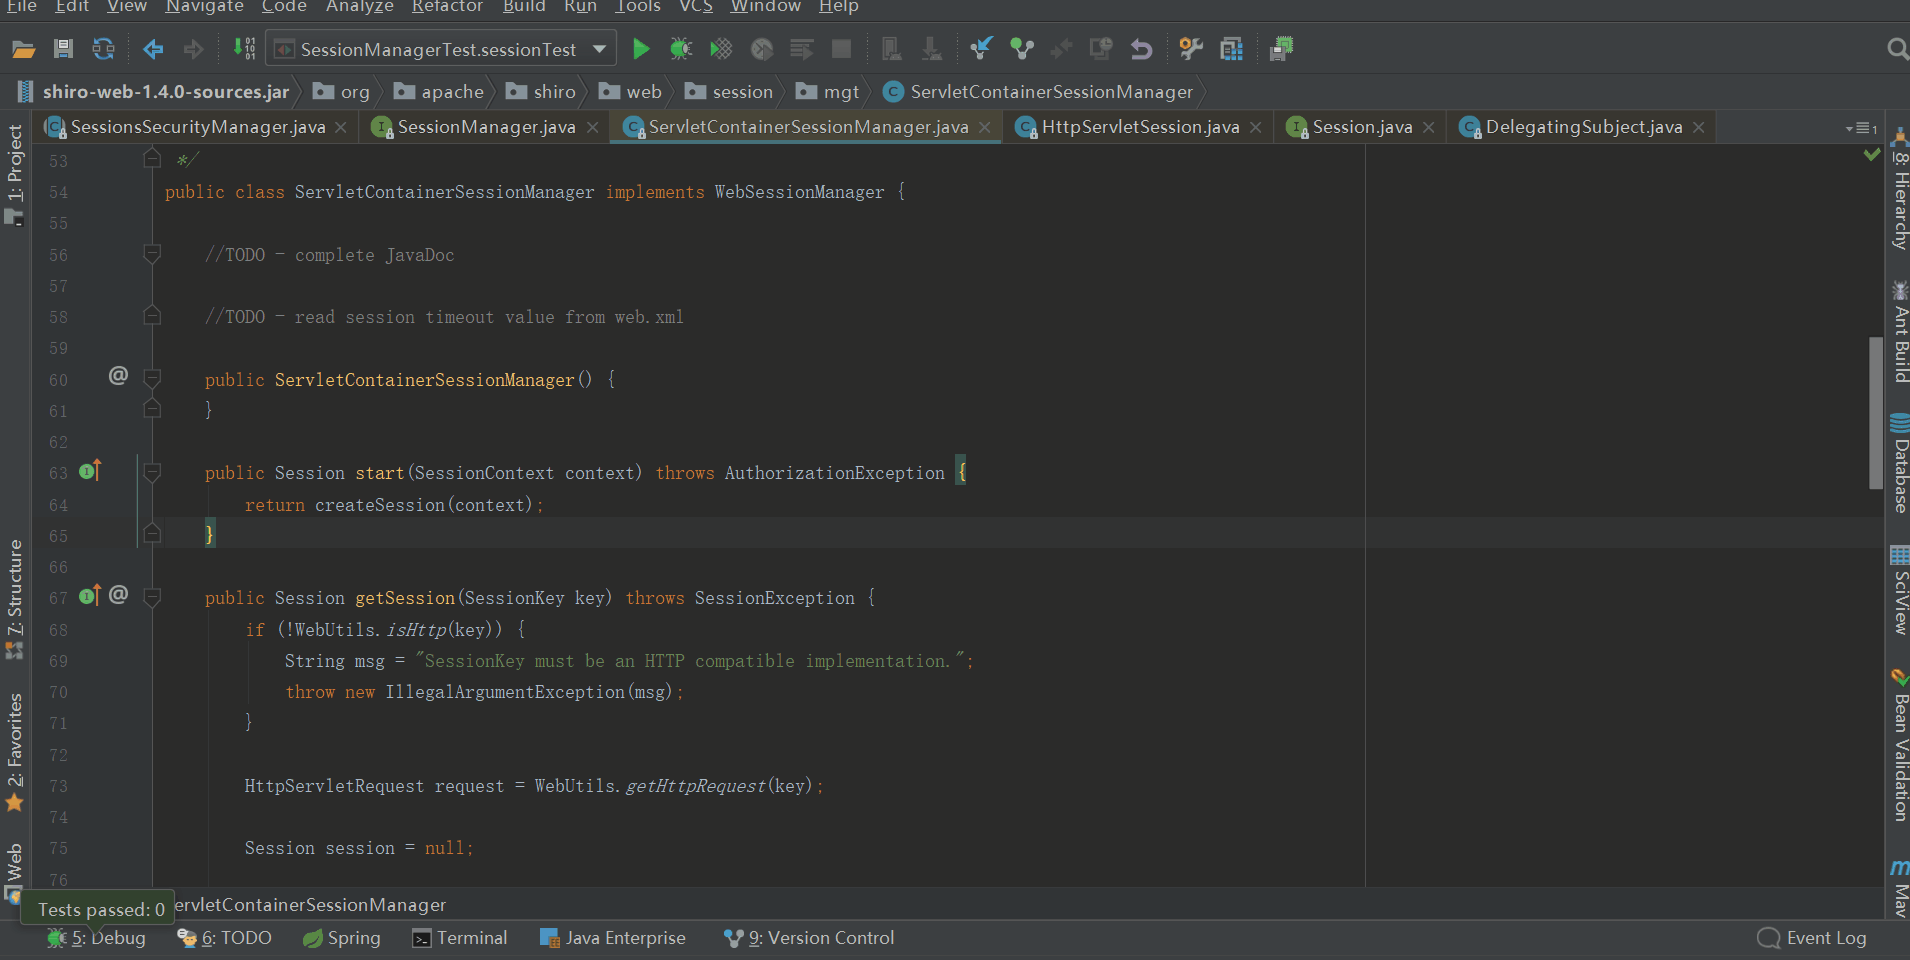 File Edit View Navigate Code Analyze Refactor Build Run Tools VCS Window Help
SessionManagerTest.sessionTest
shiro-web-1.4.0-sources.jar org apache shiro web session mgt ServletContainerSessionManager
SessionsSecurityManager.java SessionManager.java ServletContainerSessionManager.java HttpServletSession.java Session.java DelegatingSubject.java
1: Project
7: Structure
2: Favorites
Web
53 */
54 public class ServletContainerSessionManager implements WebSessionManager {
55
56 //TODO - complete JavaDoc
57
58 //TODO - read session timeout value from web.xml
59
60 public ServletContainerSessionManager() {
61 }
62
63 public Session start(SessionContext context) throws AuthorizationException {
64 return createSession(context);
65 }
66
67 public Session getSession(SessionKey key) throws SessionException {
68 if (!WebUtils.isHttp(key)) {
69 String msg = "SessionKey must be an HTTP compatible implementation.";
70 throw new IllegalArgumentException(msg);
71 }
72
73 HttpServletRequest request = WebUtils.getHttpRequest(key);
74
75 Session session = null;
76
8: Hierarchy
Ant Build
Database
SciView
Bean Validation
Mav
Tests passed: 0
ervletContainerSessionManager
5: Debug 6: TODO Spring Terminal Java Enterprise 9: Version Control Event Log